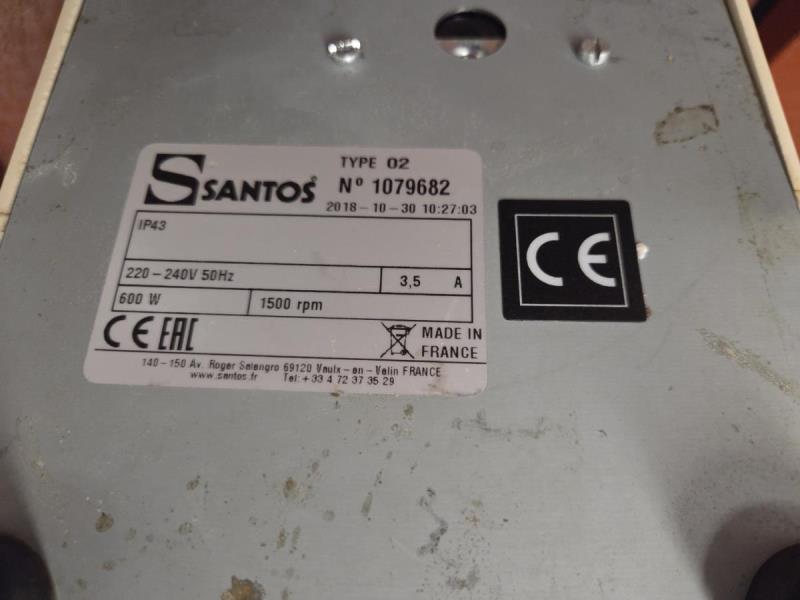 TYPE 02
SANTOS®
Nº 1079682
2018-10-30 10:27:03
IP43
220-240V 50Hz
3,5 A
600 W
1500 rpm
CE EAC
MADE IN
FRANCE
140-150 Av. Roger Salengro 69120 Vaulx-en-Velin FRANCE
www.santos.fr Tel: +33 4 72 37 35 29
CE